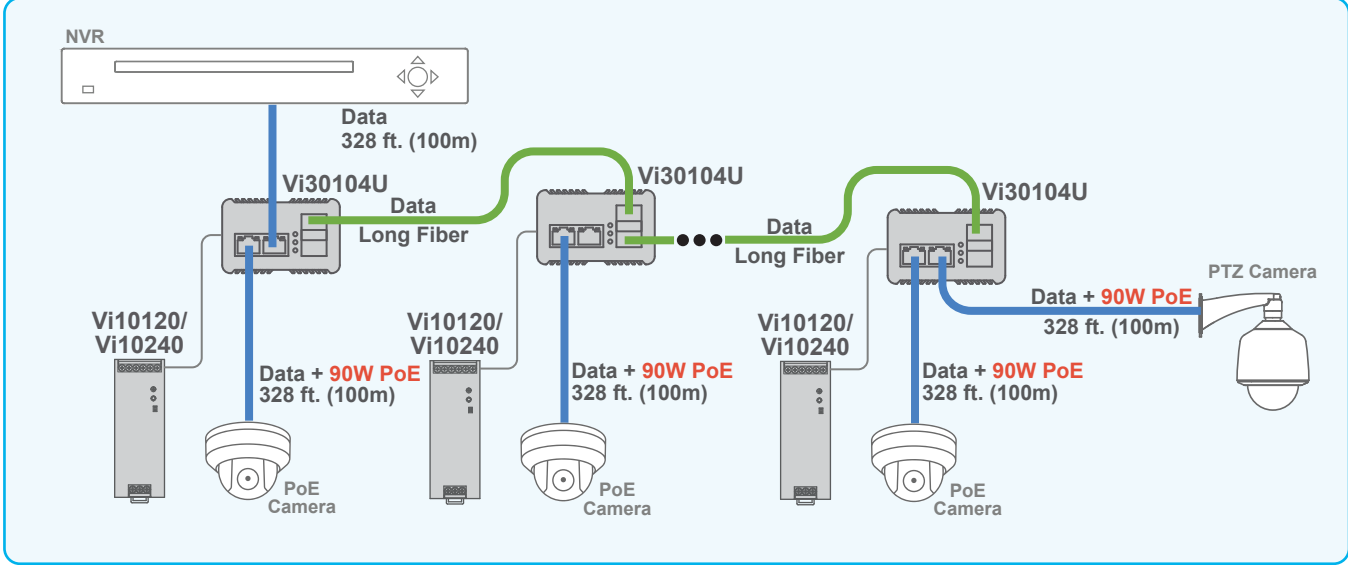 NVR
Data
328 ft. (100m)
Vi30104U
Data
Long Fiber
Vi30104U
Data
Long Fiber
Vi30104U
PTZ Camera
Data + 90W PoE
328 ft. (100m)
Vi10120/
Vi10240
Data + 90W PoE
328 ft. (100m)
PoE
Camera
Vi10120/
Vi10240
Data + 90W PoE
328 ft. (100m)
PoE
Camera
Vi10120/
Vi10240
Data + 90W PoE
328 ft. (100m)
PoE
Camera